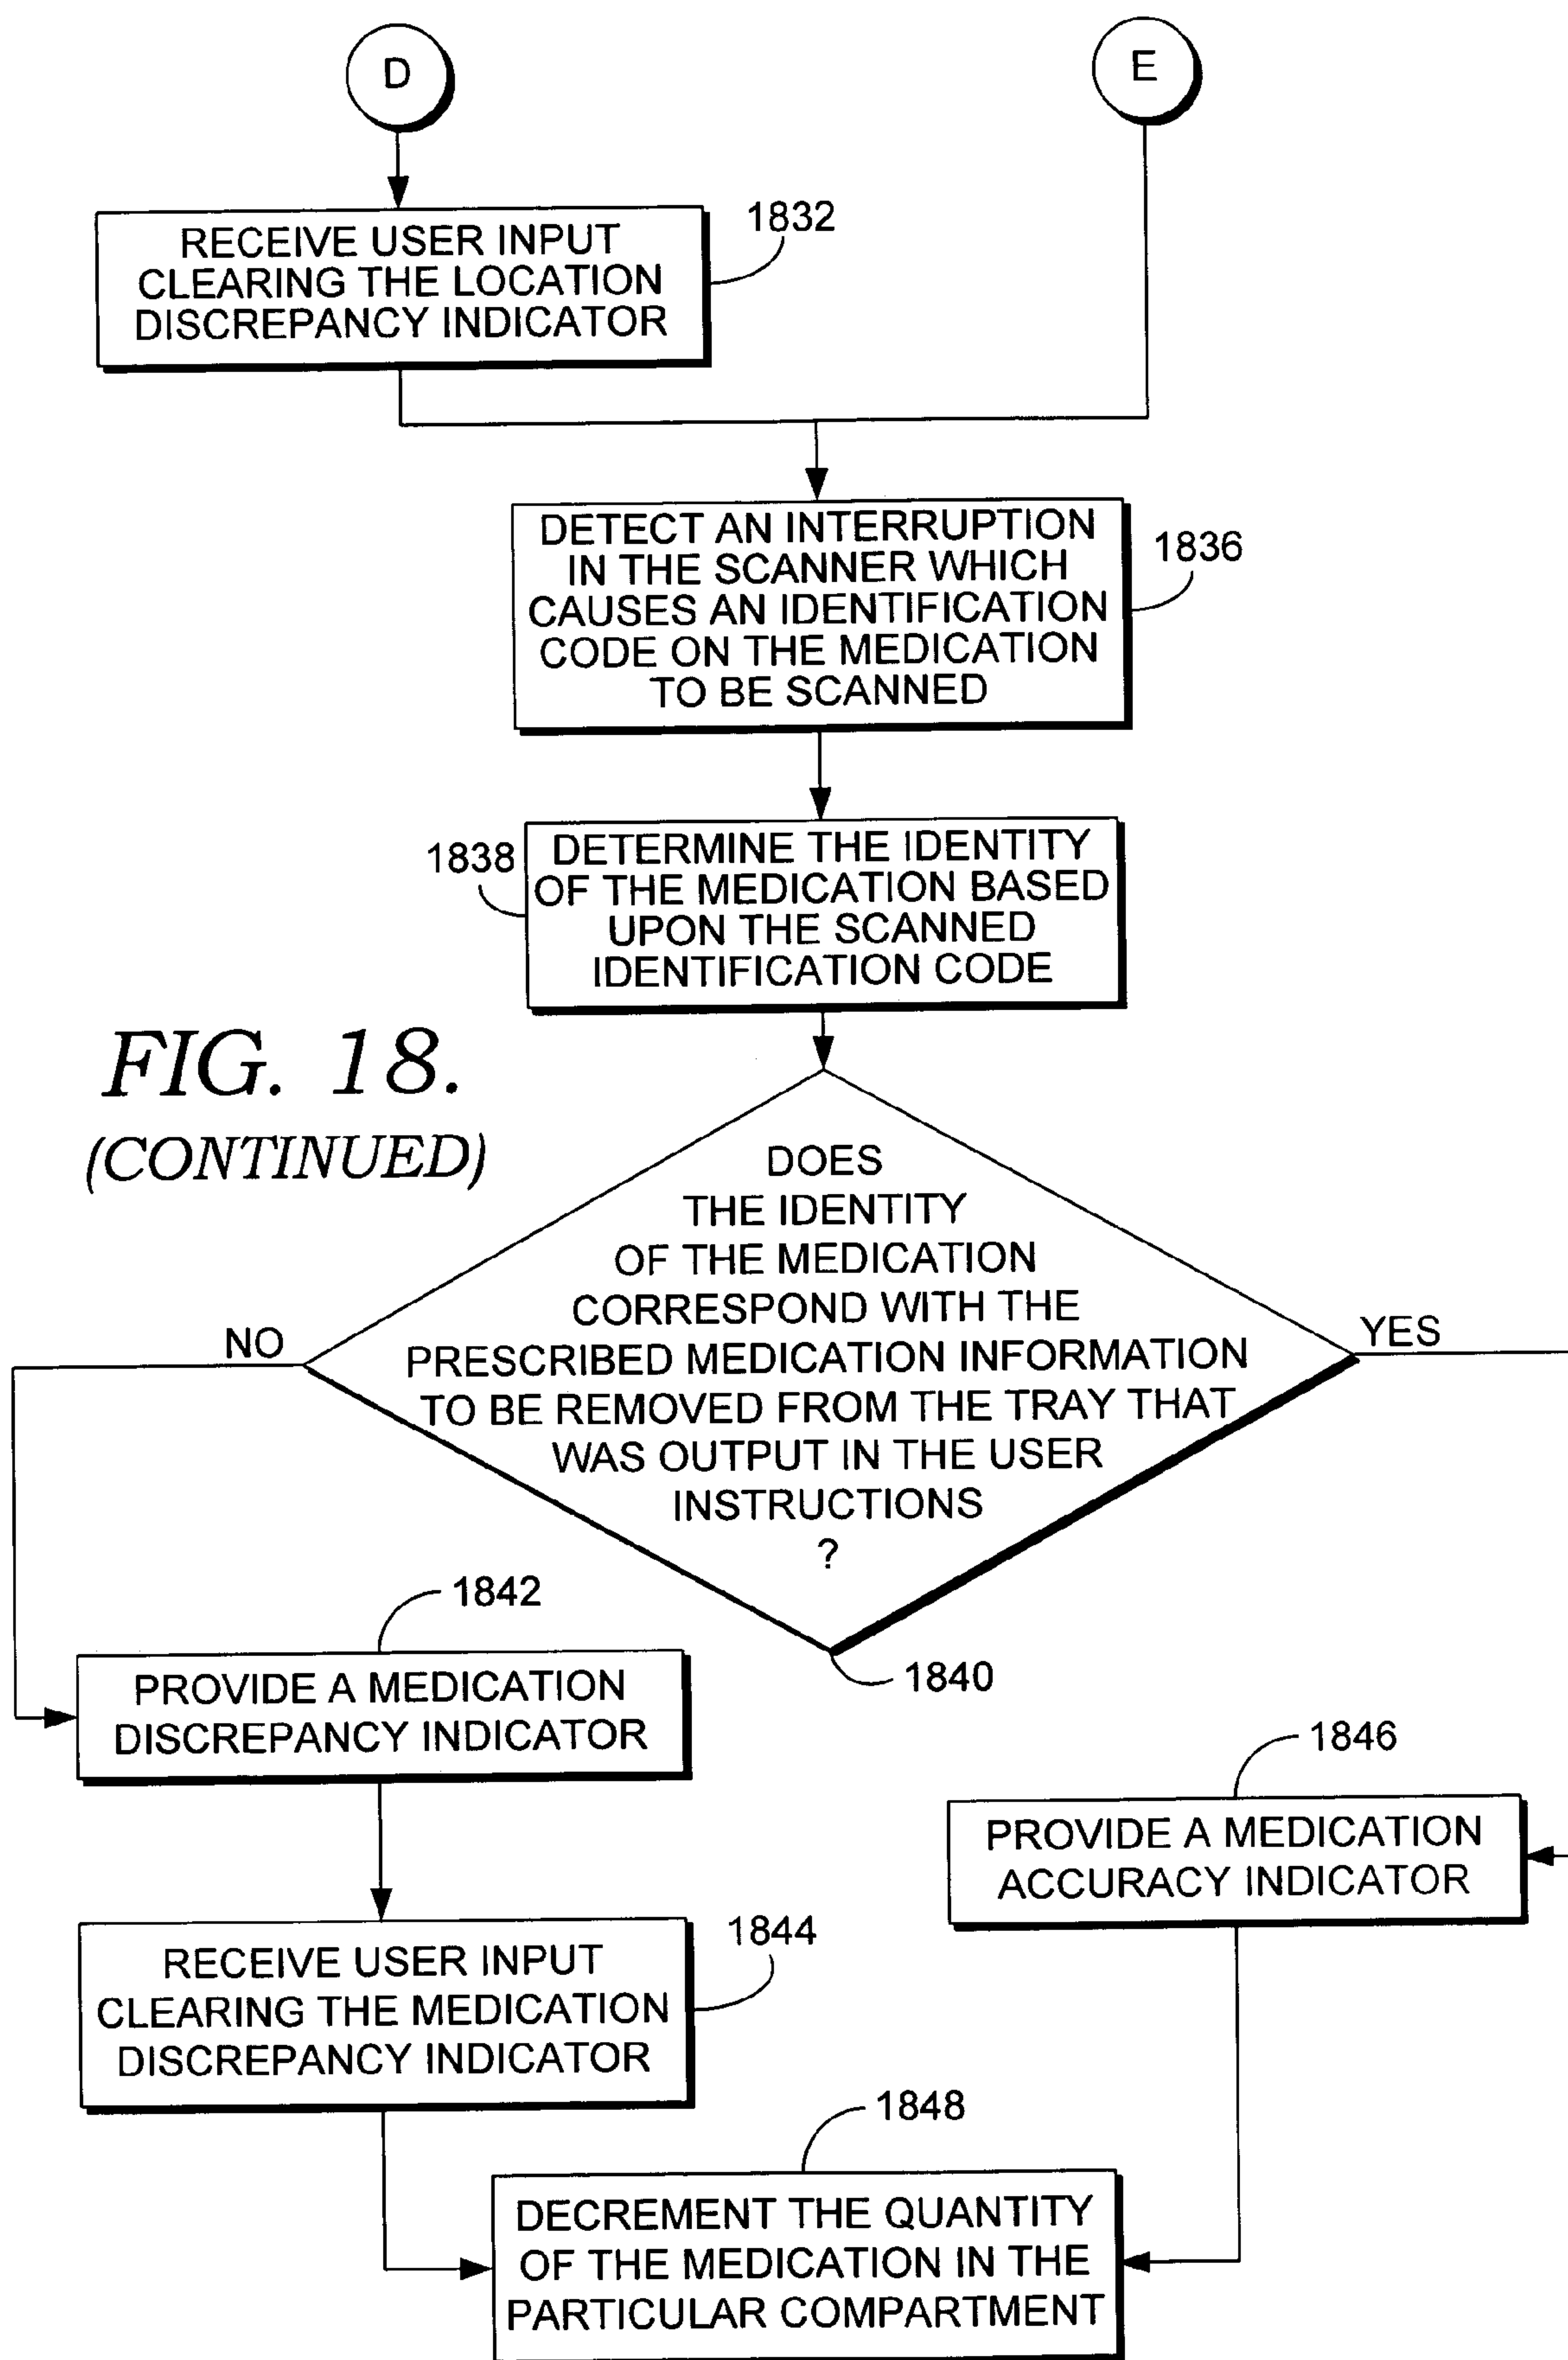 D
E
RECEIVE USER INPUT
CLEARING THE LOCATION
DISCREPANCY INDICATOR
1832
DETECT AN INTERRUPTION
IN THE SCANNER WHICH
CAUSES AN IDENTIFICATION
CODE ON THE MEDICATION
TO BE SCANNED
1836
1838
DETERMINE THE IDENTITY
OF THE MEDICATION BASED
UPON THE SCANNED
IDENTIFICATION CODE
FIG. 18.
(CONTINUED)
DOES
THE IDENTITY
OF THE MEDICATION
CORRESPOND WITH THE
PRESCRIBED MEDICATION INFORMATION
TO BE REMOVED FROM THE TRAY THAT
WAS OUTPUT IN THE USER
INSTRUCTIONS
?
NO
YES
1840
1842
PROVIDE A MEDICATION
DISCREPANCY INDICATOR
1846
PROVIDE A MEDICATION
ACCURACY INDICATOR
1844
RECEIVE USER INPUT
CLEARING THE MEDICATION
DISCREPANCY INDICATOR
1848
DECREMENT THE QUANTITY
OF THE MEDICATION IN THE
PARTICULAR COMPARTMENT